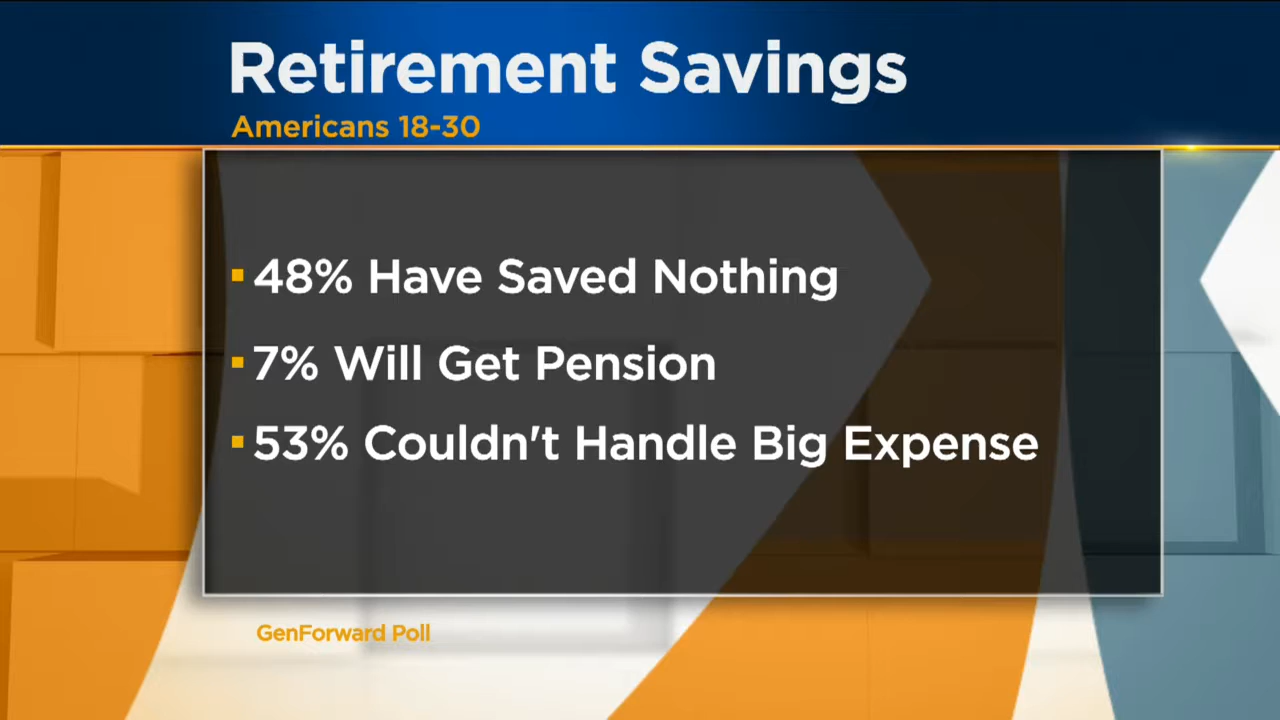 Retirement Savings
Americans 18-30
▪ 48% Have Saved Nothing
▪ 7% Will Get Pension
▪ 53% Couldn't Handle Big Expense
GenForward Poll